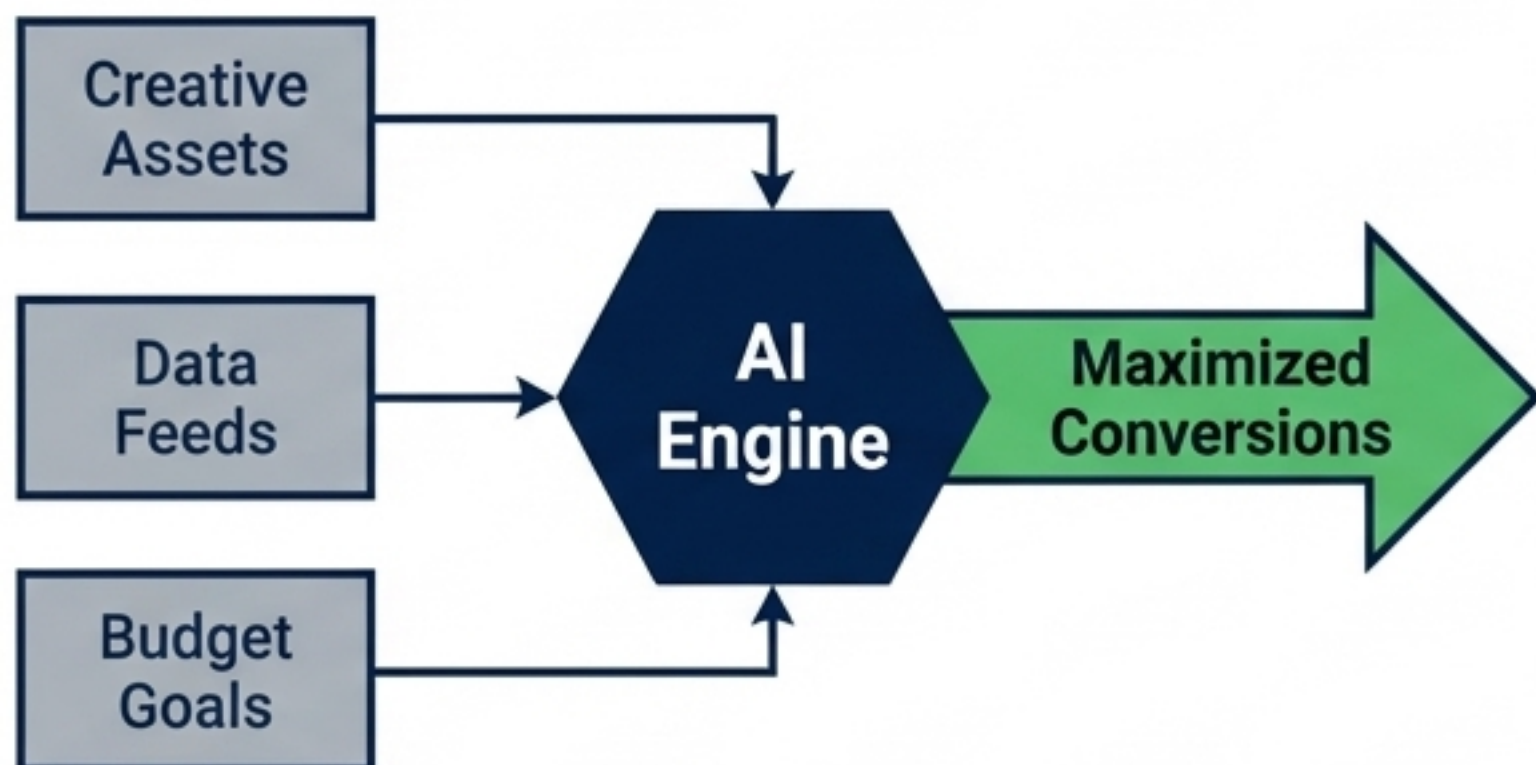 Creative
Assets
Data
Feeds
Budget
Goals
AI
Engine
Maximized
Conversions